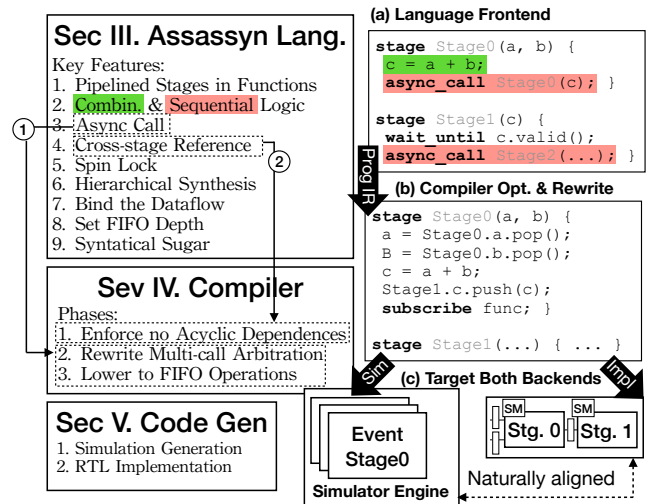 Sec III. Assassyn Lang.
Key Features:
1. Pipelined Stages in Functions
2. Combin. & Sequential Logic
3. Async Call
4. Cross-stage Reference
5. Spin Lock
6. Hierarchical Synthesis
7. Bind the Dataflow
8. Set FIFO Depth
9. Syntatical Sugar
1
2
Sev IV. Compiler
Phases:
1. Enforce no Acyclic Dependences
2. Rewrite Multi-call Arbitration
3. Lower to FIFO Operations
Sec V. Code Gen
1. Simulation Generation
2. RTL Implementation
(a) Language Frontend
stage Stage0(a, b) {
c = a + b;
async_call Stage0(c); }
stage Stage1(c) {
wait_until c.valid();
async_call Stage2(...); }
Prog IR
(b) Compiler Opt. & Rewrite
stage Stage0(a, b) {
a = Stage0.a.pop();
B = Stage0.b.pop();
c = a + b;
Stage1.c.push(c);
subscribe func; }
stage Stage1(...) { ... }
Sim
(c) Target Both Backends
Impl
Event
Stage0
Simulator Engine
SM
Stg. 0
SM
Stg. 1
Naturally aligned